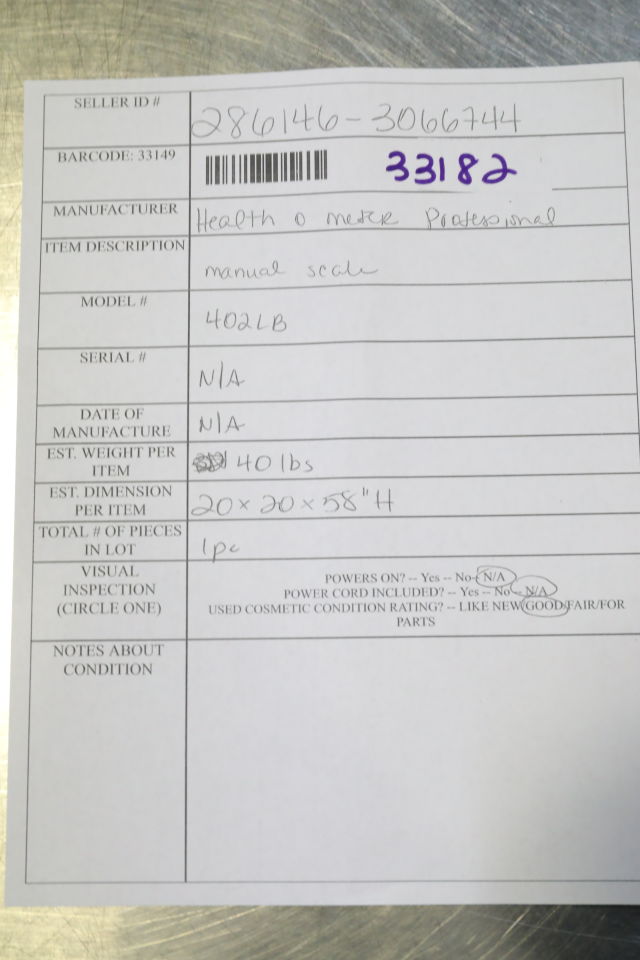 SELLER ID # 286146-3066744
BARCODE: 33149 33182
MANUFACTURER Health o meter Professional
ITEM DESCRIPTION manual scale
MODEL # 402LB
SERIAL # N/A
DATE OF
MANUFACTURE N/A
EST. WEIGHT PER
ITEM 40 lbs
EST. DIMENSION
PER ITEM 20 x 20 x 58" H
TOTAL # OF PIECES
IN LOT 1pc
VISUAL
INSPECTION
(CIRCLE ONE)
POWERS ON? -- Yes -- No-- N/A
POWER CORD INCLUDED? -- Yes -- No -- N/A
USED COSMETIC CONDITION RATING? -- LIKE NEW/GOOD/FAIR/FOR
PARTS
NOTES ABOUT
CONDITION